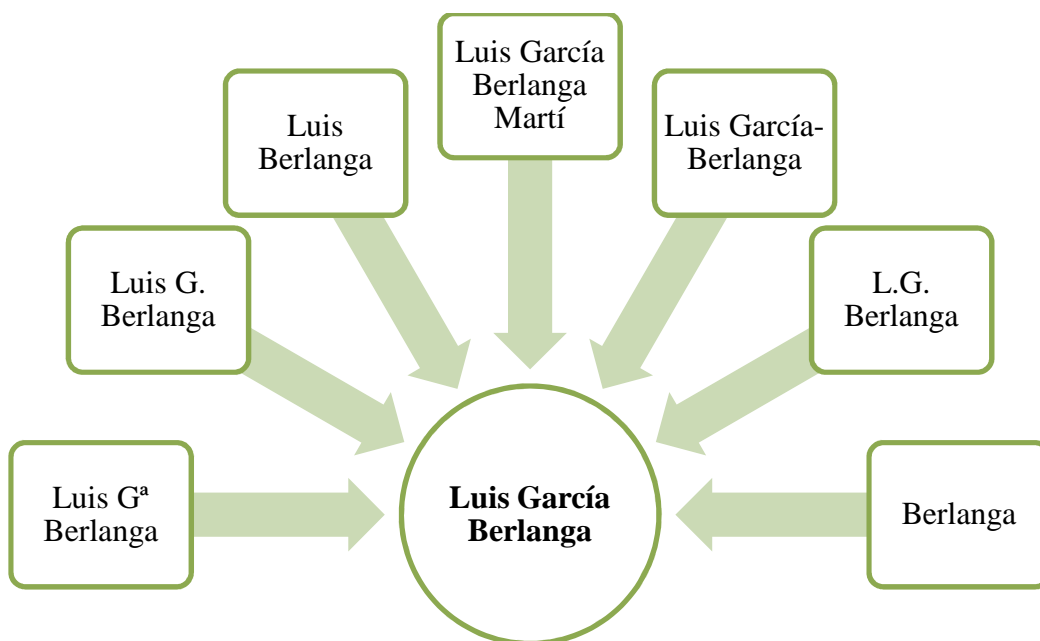 Luis García
Berlanga
Martí
Luis
Berlanga
Luis García-
Berlanga
Luis G.
Berlanga
L.G.
Berlanga
Luis Gª
Berlanga
Luis García
Berlanga
Berlanga